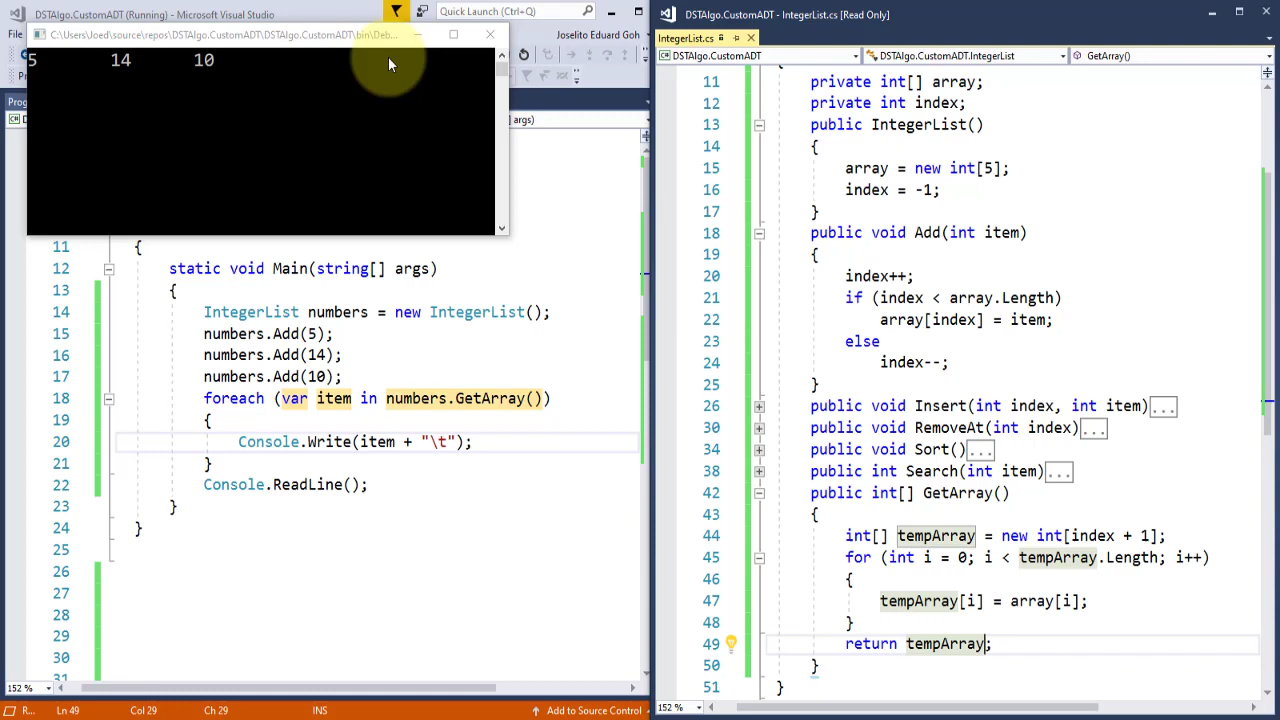 DSTAlgo.CustomADT (Running) - Microsoft Visual Studio
Quick Launch (Ctrl+Q)
C:\Users\loed\source\repos\DSTAlgo.CustomADT\DSTAlgo.CustomADT\bin\Deb...
Joselito Eduard Goh
5 14 10
args)
11 {
12 static void Main(string[] args)
13 {
14 IntegerList numbers = new IntegerList();
15 numbers.Add(5);
16 numbers.Add(14);
17 numbers.Add(10);
18 foreach (var item in numbers.GetArray())
19 {
20 Console.Write(item + "\t");
21 }
22 Console.ReadLine();
23 }
24 }
25
26
27
28
29
30
152 %
R...
Ln 49 Col 29 Ch 29 INS Add to Source Control
DSTAlgo.CustomADT - IntegerList.cs [Read Only]
IntegerList.cs
DSTAlgo.CustomADT DSTAlgo.CustomADT.IntegerList GetArray()
11 private int[] array;
12 private int index;
13 public IntegerList()
14 {
15 array = new int[5];
16 index = -1;
17 }
18 public void Add(int item)
19 {
20 index++;
21 if (index < array.Length)
22 array[index] = item;
23 else
24 index--;
25 }
26 public void Insert(int index, int item)...
30 public void RemoveAt(int index)...
34 public void Sort()...
38 public int Search(int item)...
42 public int[] GetArray()
43 {
44 int[] tempArray = new int[index + 1];
45 for (int i = 0; i < tempArray.Length; i++)
46 {
47 tempArray[i] = array[i];
48 }
49 return tempArray;
50 }
51 }
152 %